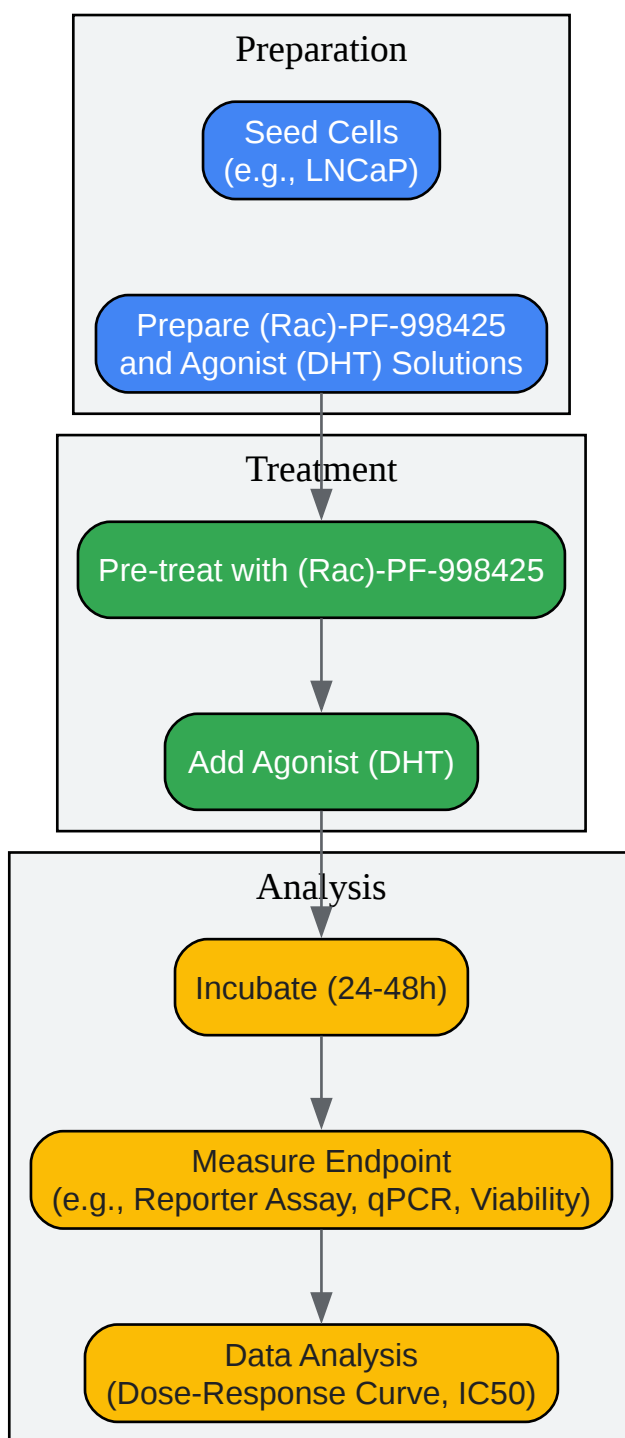 Preparation
Seed Cells
(e.g., LNCaP)
Prepare (Rac)-PF-998425
and Agonist (DHT) Solutions
Treatment
Pre-treat with (Rac)-PF-998425
Add Agonist (DHT)
Analysis
Incubate (24-48h)
Measure Endpoint
(e.g., Reporter Assay, qPCR, Viability)
Data Analysis
(Dose-Response Curve, IC50)